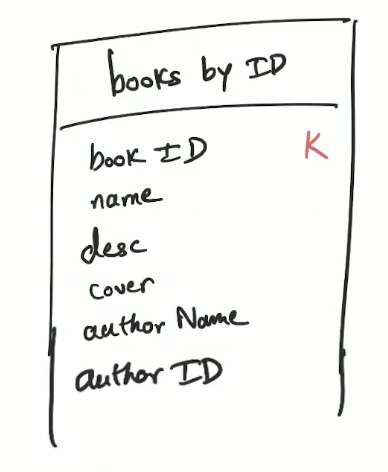 books by ID
book ID K
name
desc
cover
author Name
author ID